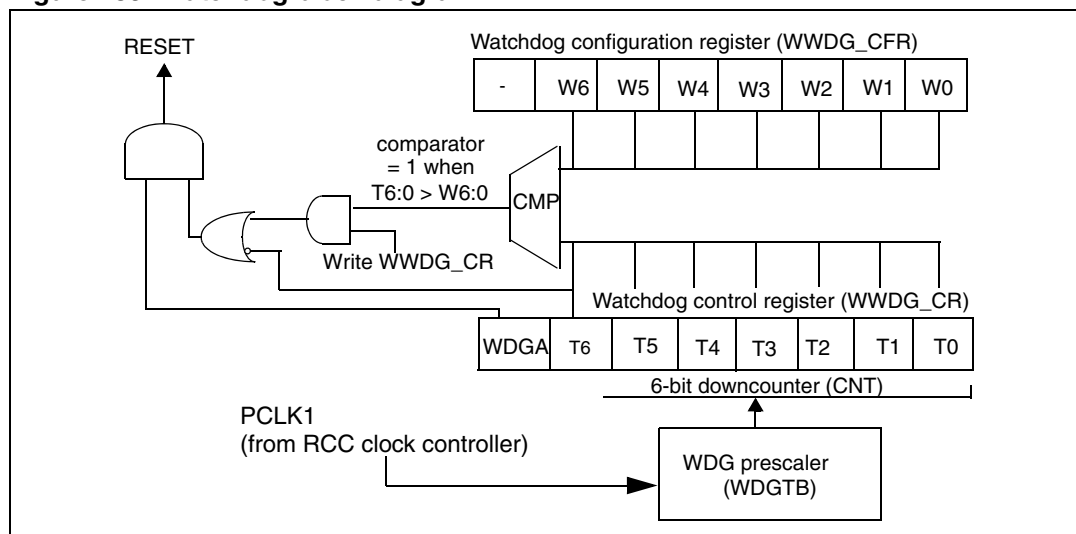 RESET
Watchdog configuration register (WWDG_CFR)
- W6 W5 W4 W3 W2 W1 W0
comparator
= 1 when
T6:0 > W6:0
CMP
Write WWDG_CR
Watchdog control register (WWDG_CR)
WDGA T6 T5 T4 T3 T2 T1 T0
6-bit downcounter (CNT)
PCLK1
(from RCC clock controller)
WDG prescaler
(WDGTB)